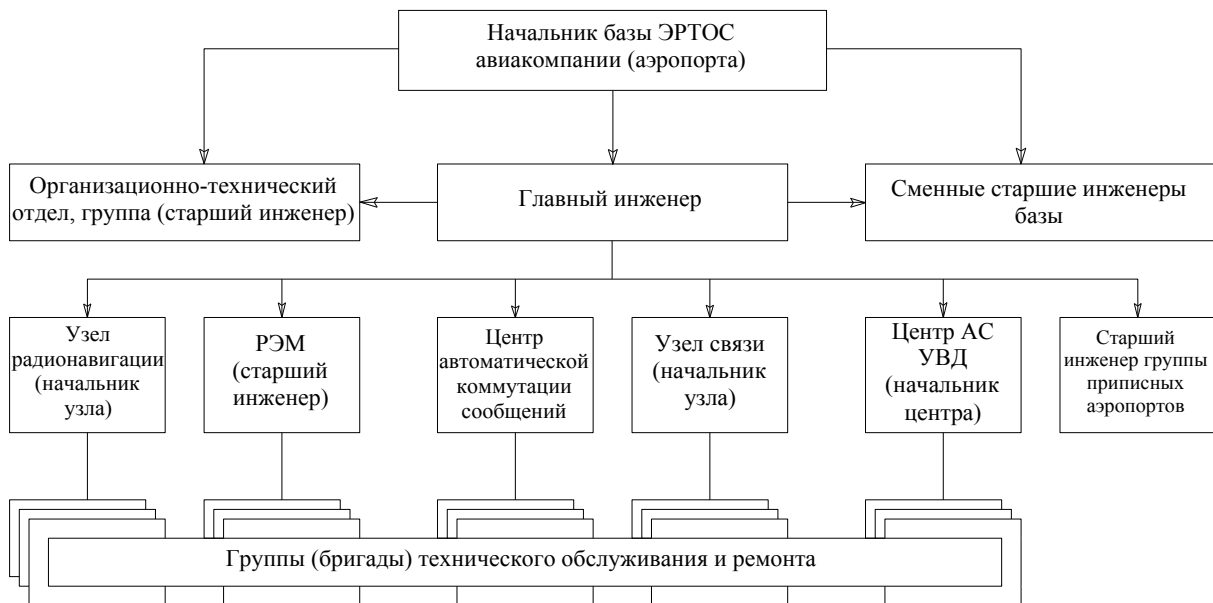 Начальник базы ЭРТОС
авиакомпании (аэропорта)
Организационно-технический
отдел, группа (старший инженер)
Главный инженер
Сменные старшие инженеры
базы
Узел
радионавигации
(начальник
узла)
РЭМ
(старший
инженер)
Центр
автоматической
коммутации
сообщений
Узел связи
(начальник
узла)
Центр АС
УВД
(начальник
центра)
Старший
инженер группы
приписных
аэропортов
Группы (бригады) технического обслуживания и ремонта